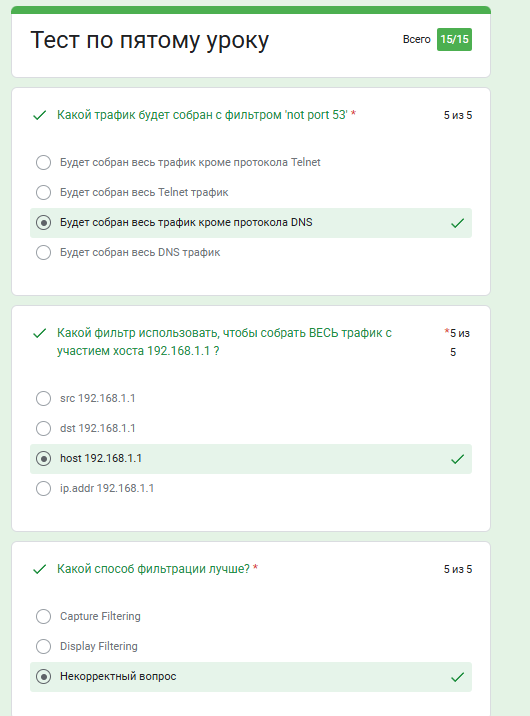 Тест по пятому уроку
Всего 15/15
Какой трафик будет собран с фильтром 'not port 53' *
5 из 5
Будет собран весь трафик кроме протокола Telnet
Будет собран весь Telnet трафик
Будет собран весь трафик кроме протокола DNS
Будет собран весь DNS трафик
Какой фильтр использовать, чтобы собрать ВЕСЬ трафик с
участием хоста 192.168.1.1 ?
*5 из
5
src 192.168.1.1
dst 192.168.1.1
host 192.168.1.1
ip.addr 192.168.1.1
Какой способ фильтрации лучше? *
5 из 5
Capture Filtering
Display Filtering
Некорректный вопрос